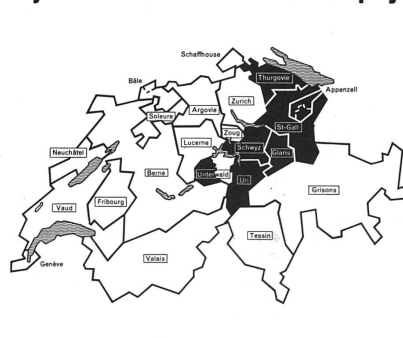 Schaffhouse
Thurgovie
Bâle
Appenzell
Zurich
Argovie
Soleure
St-Gall
Zoug
Lucerne
Schwyz
Glaris
Neuchâtel
Berne
Unterwald
Uri
Grisons
Fribourg
Vaud
Tessin
Valais
Genève